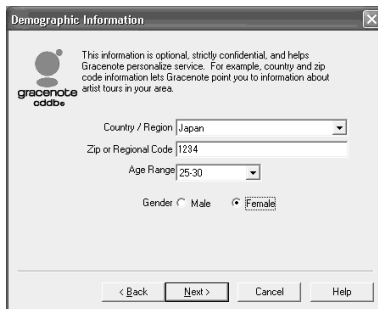 Demographic Information
This information is optional, strictly confidential, and helps
Gracenote personalize service. For example, country and zip
code information lets Gracenote point you to information about
artist tours in your area.
gracenote
cddb®
Country / Region Japan
Zip or Regional Code 1234
Age Range 25-30
Gender Male Female
< Back Next > Cancel Help